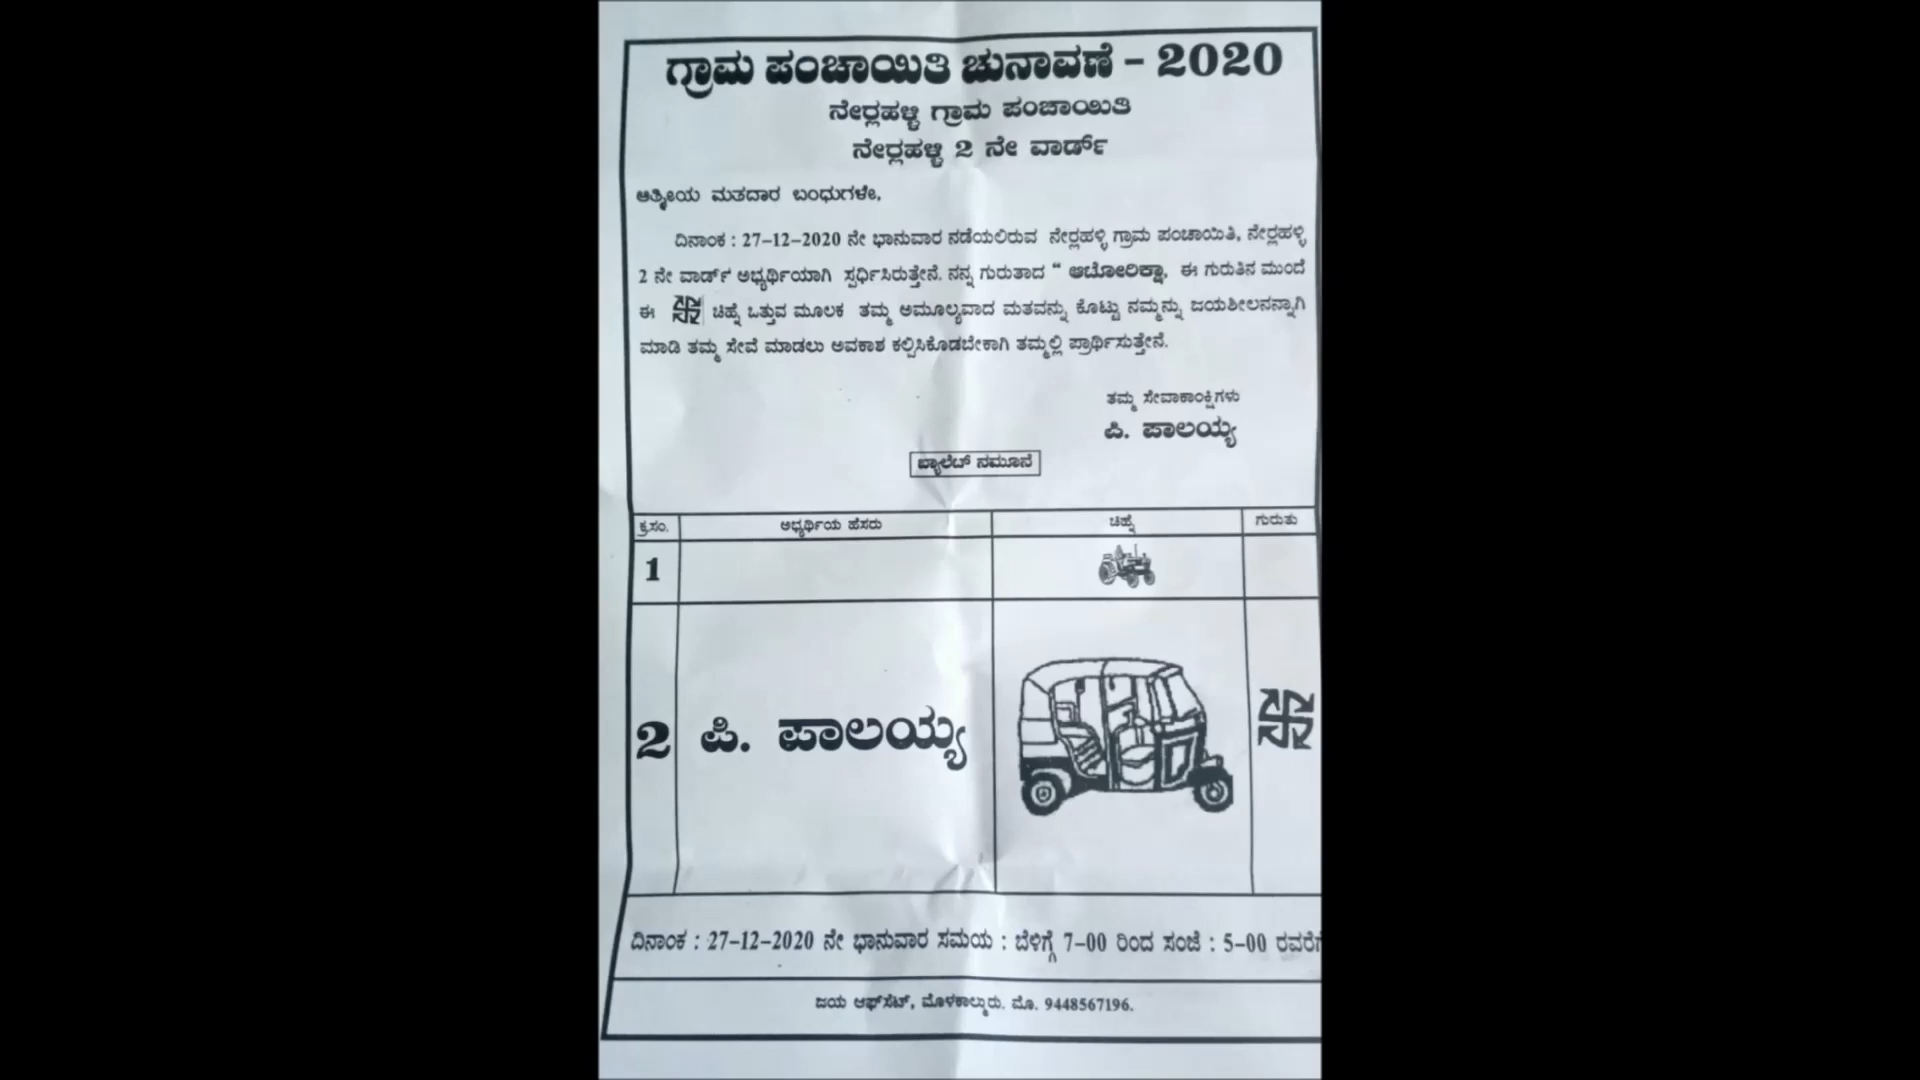 ಗ್ರಾಮ ಪಂಚಾಯಿತಿ ಚುನಾವಣೆ - 2020
ನೇರ್ಲಹಳ್ಳಿ ಗ್ರಾಮ ಪಂಚಾಯಿತಿ
ನೇರ್ಲಹಳ್ಳಿ 2 ನೇ ವಾರ್ಡ್
ಆತ್ಮೀಯ ಮತದಾರ ಬಂಧುಗಳೇ,
ದಿನಾಂಕ : 27-12-2020 ನೇ ಭಾನುವಾರ ನಡೆಯಲಿರುವ ನೇರ್ಲಹಳ್ಳಿ ಗ್ರಾಮ ಪಂಚಾಯಿತಿ, ನೇರ್ಲಹಳ್ಳಿ
2 ನೇ ವಾರ್ಡ್ ಅಭ್ಯರ್ಥಿಯಾಗಿ ಸ್ಪರ್ಧಿಸಿರುತ್ತೇನೆ. ನನ್ನ ಗುರುತಾದ “ ಆಟೋರಿಕ್ಷಾ, ಈ ಗುರುತಿನ ಮುಂದೆ
ಈ ಚಿಹ್ನೆ ಒತ್ತುವ ಮೂಲಕ ತಮ್ಮ ಅಮೂಲ್ಯವಾದ ಮತವನ್ನು ಕೊಟ್ಟು ನಮ್ಮನ್ನು ಜಯಶೀಲನನ್ನಾಗಿ
ಮಾಡಿ ತಮ್ಮ ಸೇವೆ ಮಾಡಲು ಅವಕಾಶ ಕಲ್ಪಿಸಿಕೊಡಬೇಕಾಗಿ ತಮ್ಮಲ್ಲಿ ಪ್ರಾರ್ಥಿಸುತ್ತೇನೆ.
ತಮ್ಮ ಸೇವಾಕಾಂಕ್ಷಿಗಳು
ಪಿ. ಪಾಲಯ್ಯ
ಬ್ಯಾಲೆಟ್ ನಮೂನೆ
ಕ್ರ.ಸಂ. ಅಭ್ಯರ್ಥಿಯ ಹೆಸರು ಚಿಹ್ನೆ ಗುರುತು
1
2 ಪಿ. ಪಾಲಯ್ಯ
ದಿನಾಂಕ : 27-12-2020 ನೇ ಭಾನುವಾರ ಸಮಯ : ಬೆಳಿಗ್ಗೆ 7-00 ರಿಂದ ಸಂಜೆ : 5-00 ರವರೆಗೆ
ಜಯ ಆಫ್‌ಸೆಟ್, ಮೊಳಕಾಲ್ಮುರು. ಮೊ. 9448567196.